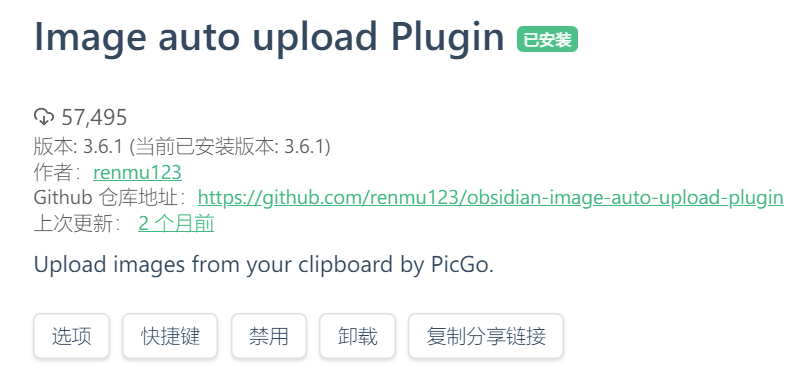 Image auto upload Plugin 已安装
57,495
版本: 3.6.1 (当前已安装版本: 3.6.1)
作者：renmu123
Github 仓库地址：https://github.com/renmu123/obsidian-image-auto-upload-plugin
上次更新： 2 个月前
Upload images from your clipboard by PicGo.
选项 快捷键 禁用 卸载 复制分享链接